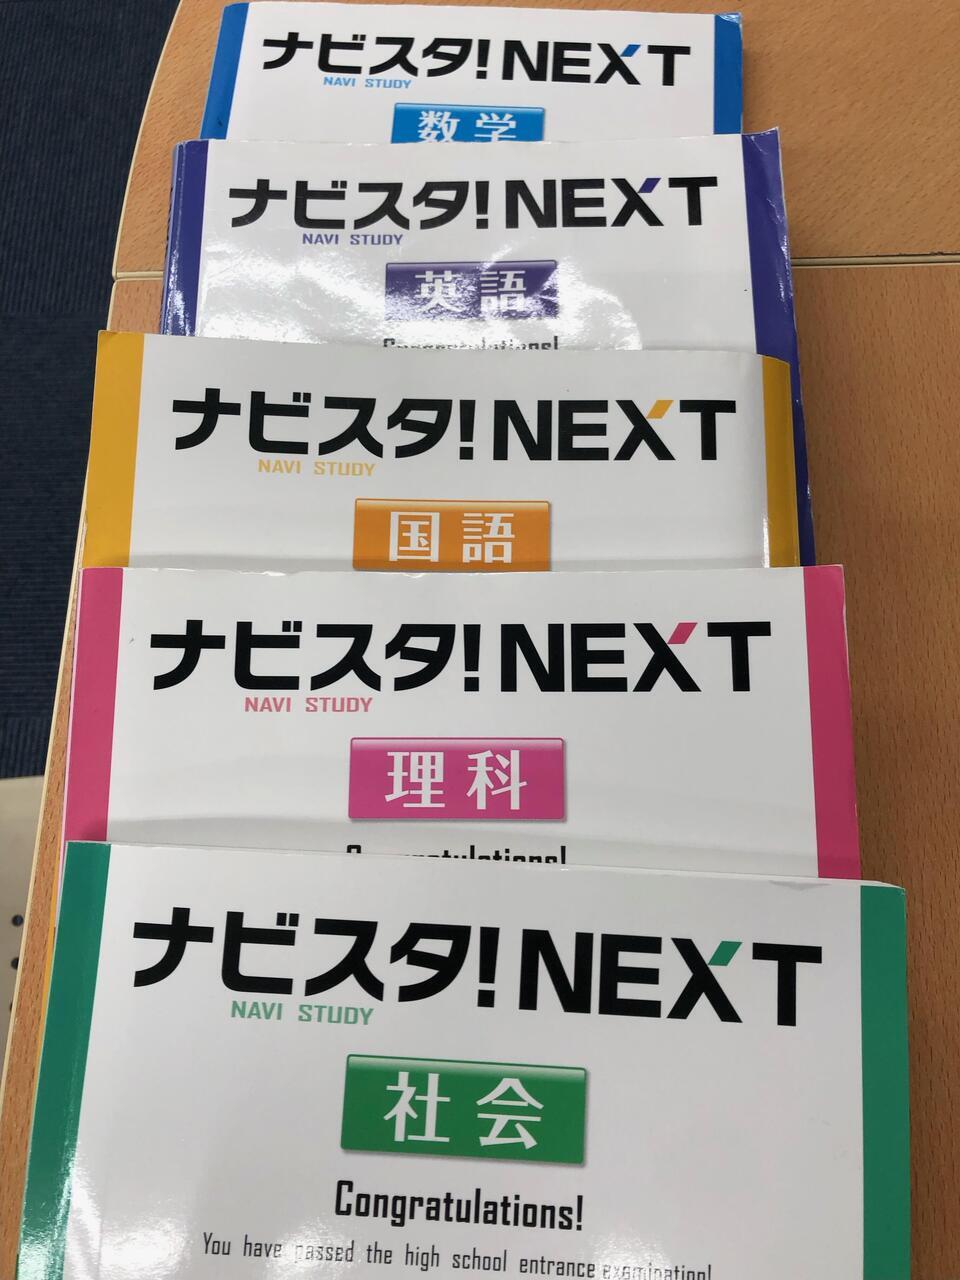 ナビスタ!NEXT
NAVI STUDY
数学
ナビスタ!NEXT
NAVI STUDY
英語
Congratulations!
ナビスタ!NEXT
NAVI STUDY
国語
ナビスタ!NEXT
NAVI STUDY
理科
Congratulations!
ナビスタ!NEXT
NAVI STUDY
社会
Congratulations!
You have passed the high school entrance examination!